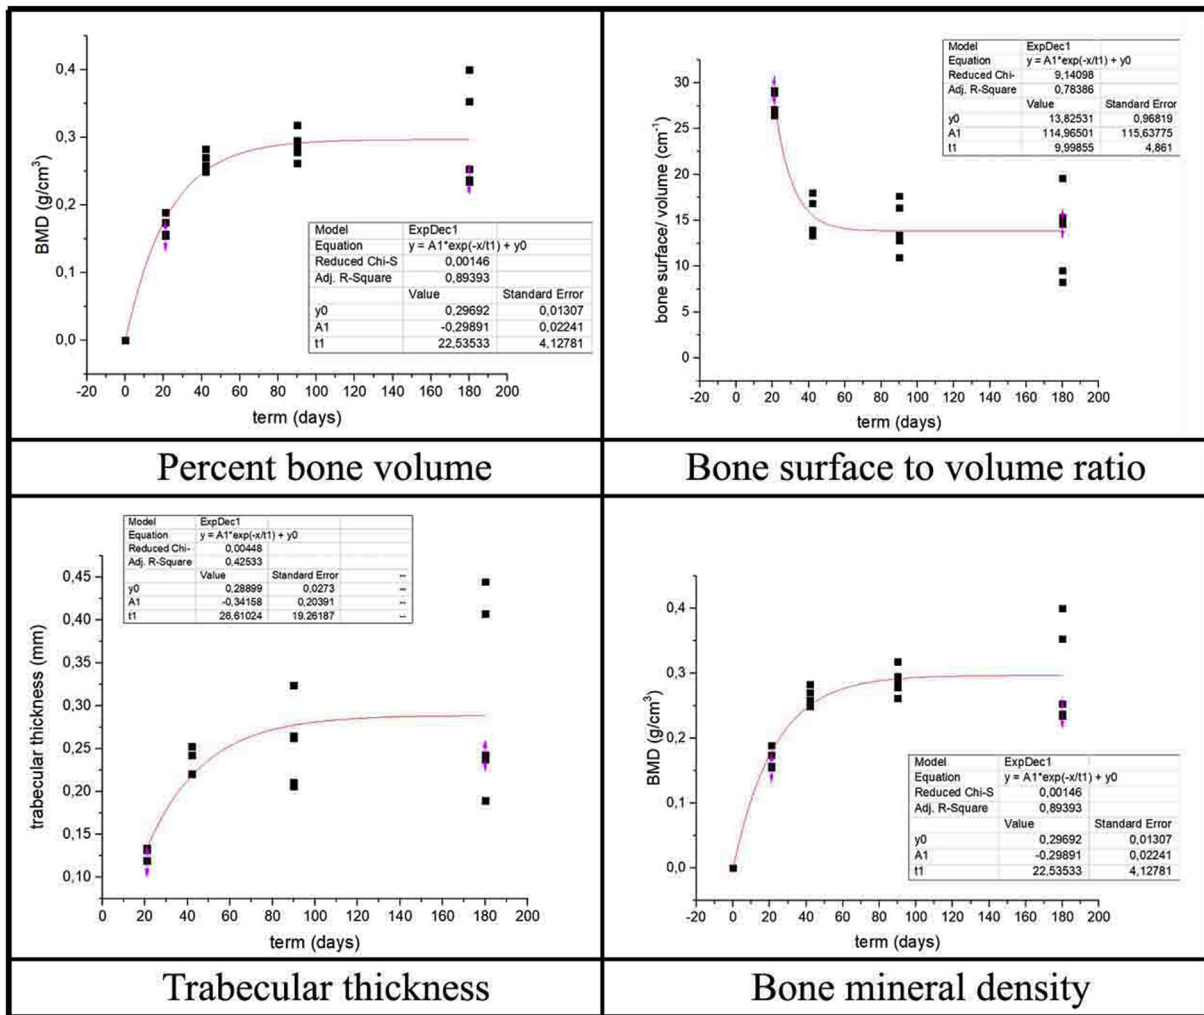 0,4
0,3
0,2
0,1
0,0
BMD (g/cm³)
-20 0 20 40 60 80 100 120 140 160 180 200
term (days)
Model ExpDec1
Equation y = A1*exp(-x/t1) + y0
Reduced Chi-S 0,00146
Adj. R-Square 0,89393
Value Standard Error
y0 0,29692 0,01307
A1 -0,29891 0,02241
t1 22,53533 4,12781
Percent bone volume
Model ExpDec1
Equation y = A1*exp(-x/t1) + y0
Reduced Chi- 9,14098
Adj. R-Square 0,78386
Value Standard Error
y0 13,82531 0,96819
A1 114,96501 115,63775
t1 9,99855 4,861
30
25
20
15
10
5
0
bone surface/ volume (cm⁻¹)
-20 0 20 40 60 80 100 120 140 160 180 200
term (days)
Bone surface to volume ratio
Model ExpDec1
Equation y = A1*exp(-x/t1) + y0
Reduced Chi- 0,00448
Adj. R-Square 0,42533
Value Standard Error --
y0 0,28899 0,0273 --
A1 -0,34158 0,20391 --
t1 26,61024 19,26187 --
0,45
0,40
0,35
0,30
0,25
0,20
0,15
0,10
trabecular thickness (mm)
0 20 40 60 80 100 120 140 160 180 200
term (days)
Trabecular thickness
0,4
0,3
0,2
0,1
0,0
BMD (g/cm³)
-20 0 20 40 60 80 100 120 140 160 180 200
term (days)
Model ExpDec1
Equation y = A1*exp(-x/t1) + y0
Reduced Chi-S 0,00146
Adj. R-Square 0,89393
Value Standard Error
y0 0,29692 0,01307
A1 -0,29891 0,02241
t1 22,53533 4,12781
Bone mineral density